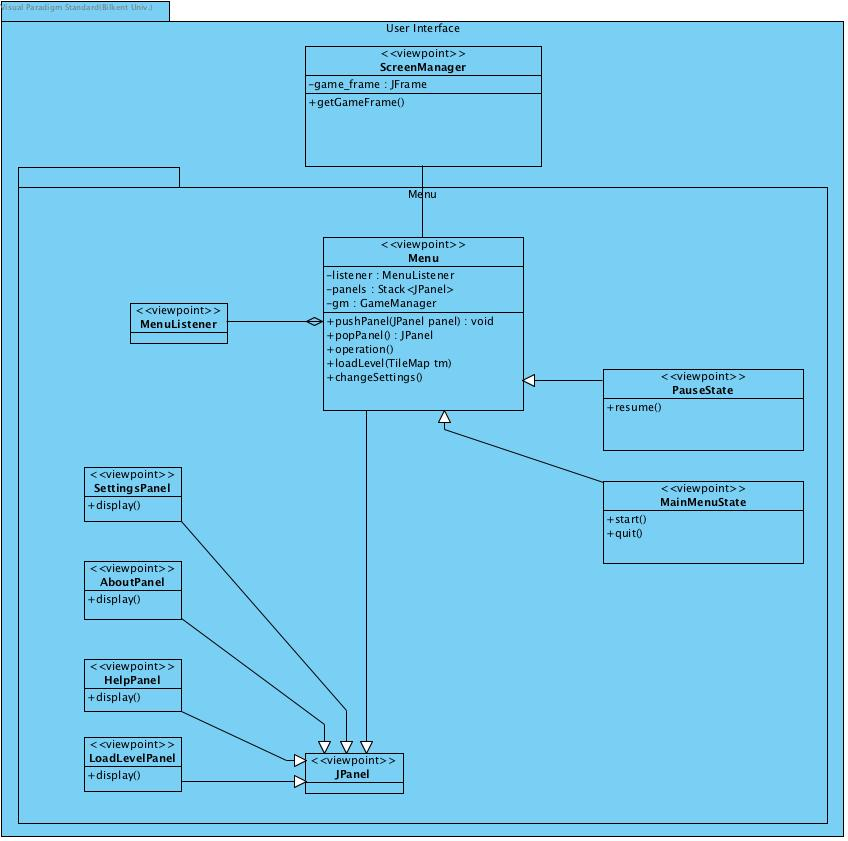 Visual Paradigm Standard(Bilkent Univ.)
User Interface
<<viewpoint>>
ScreenManager
-game_frame : JFrame
+getGameFrame()
Menu
<<viewpoint>>
Menu
-listener : MenuListener
-panels : Stack<JPanel>
-gm : GameManager
+pushPanel(JPanel panel) : void
+popPanel() : JPanel
+operation()
+loadLevel(TileMap tm)
+changeSettings()
<<viewpoint>>
MenuListener
<<viewpoint>>
PauseState
+resume()
<<viewpoint>>
MainMenuState
+start()
+quit()
<<viewpoint>>
SettingsPanel
+display()
<<viewpoint>>
AboutPanel
+display()
<<viewpoint>>
HelpPanel
+display()
<<viewpoint>>
LoadLevelPanel
+display()
<<viewpoint>>
JPanel